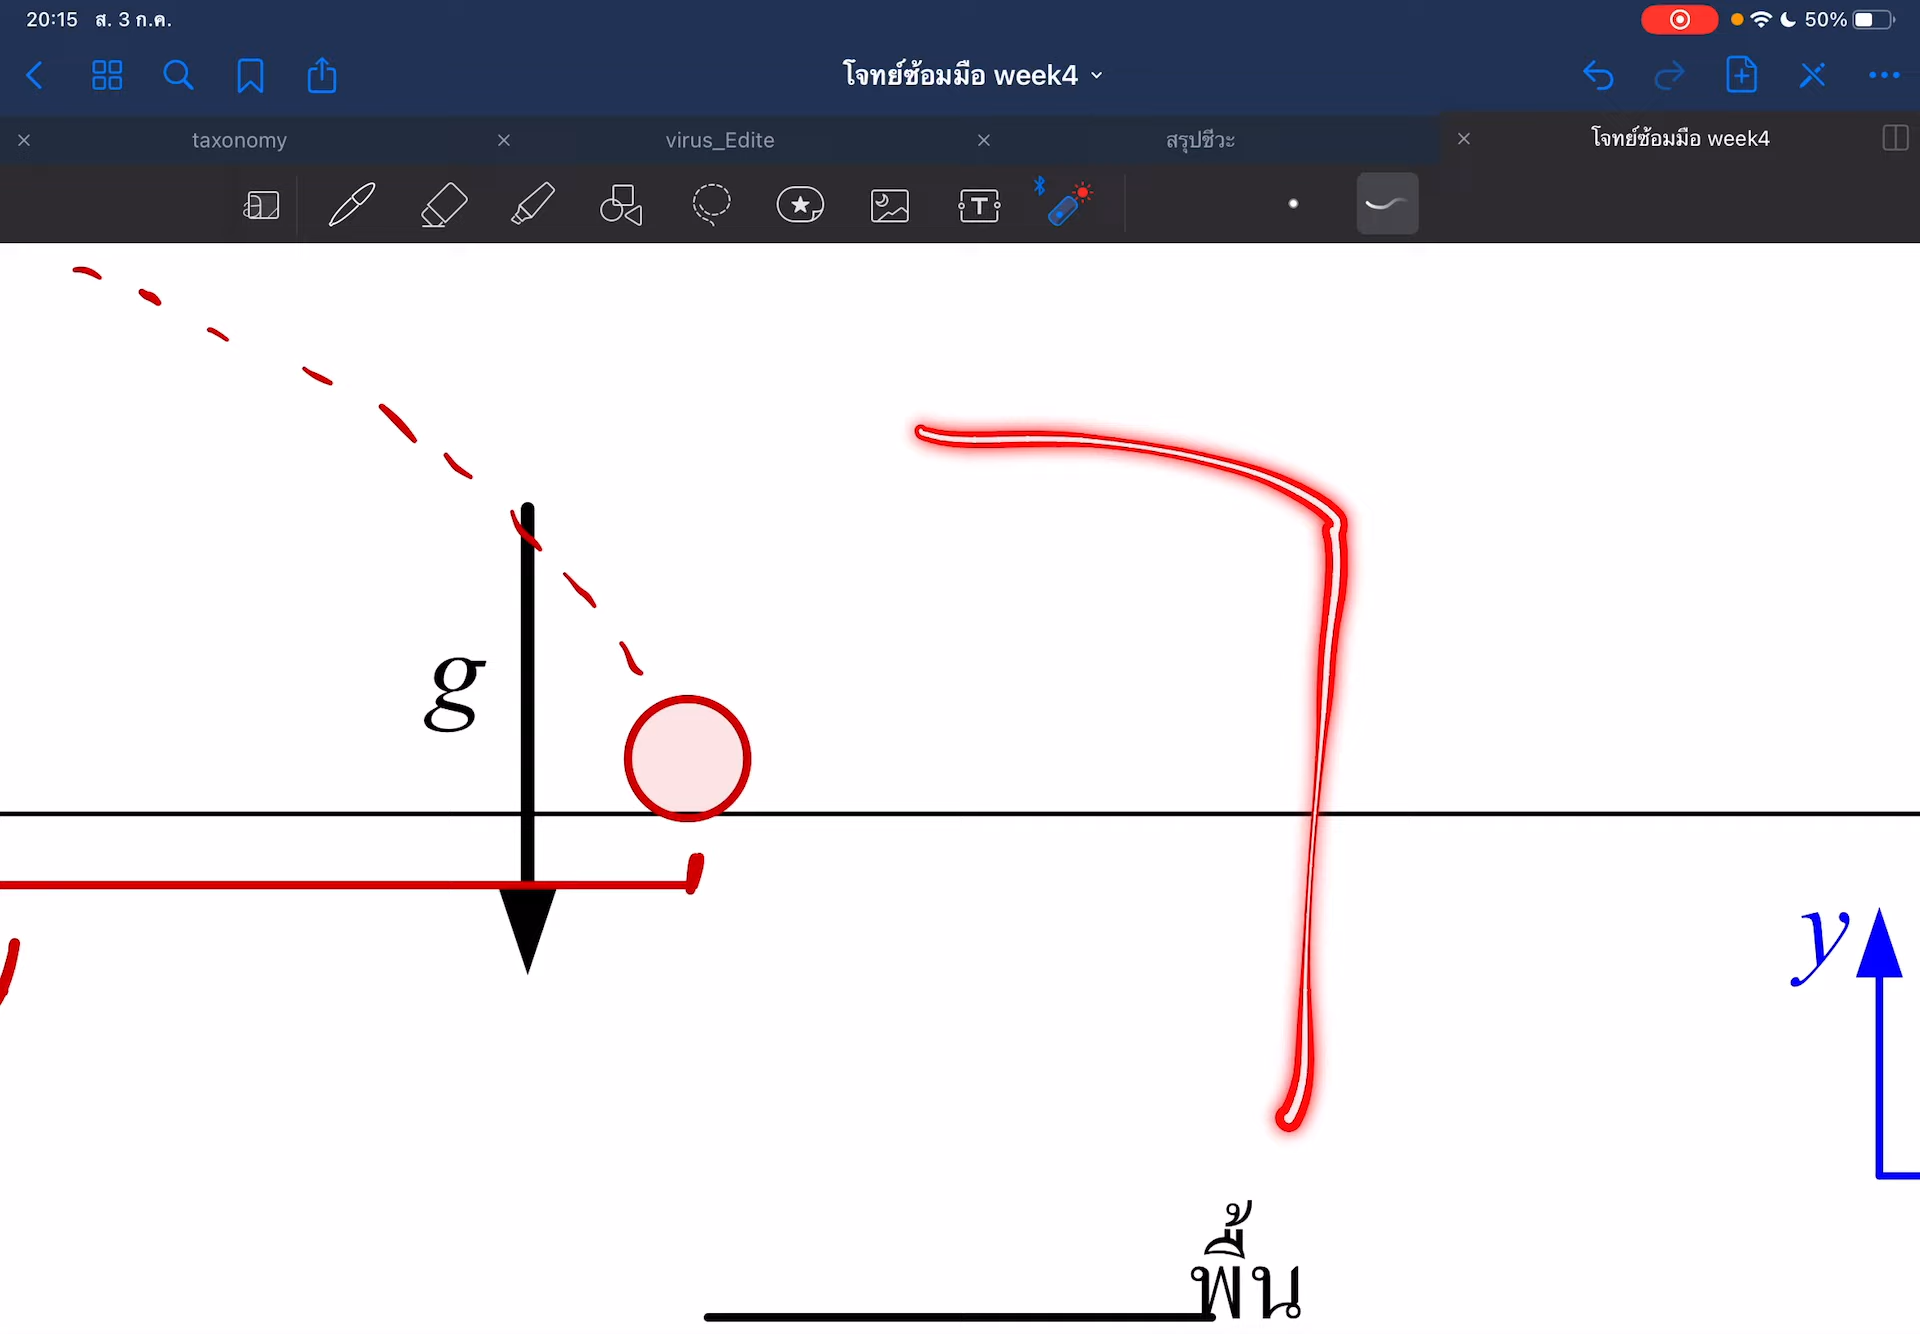 20:15 ส. 3 ก.ค. 50%
โจทย์ซ้อมมือ week4
taxonomy virus_Edite สรุปชีวะ โจทย์ซ้อมมือ week4
g
y
พื้น